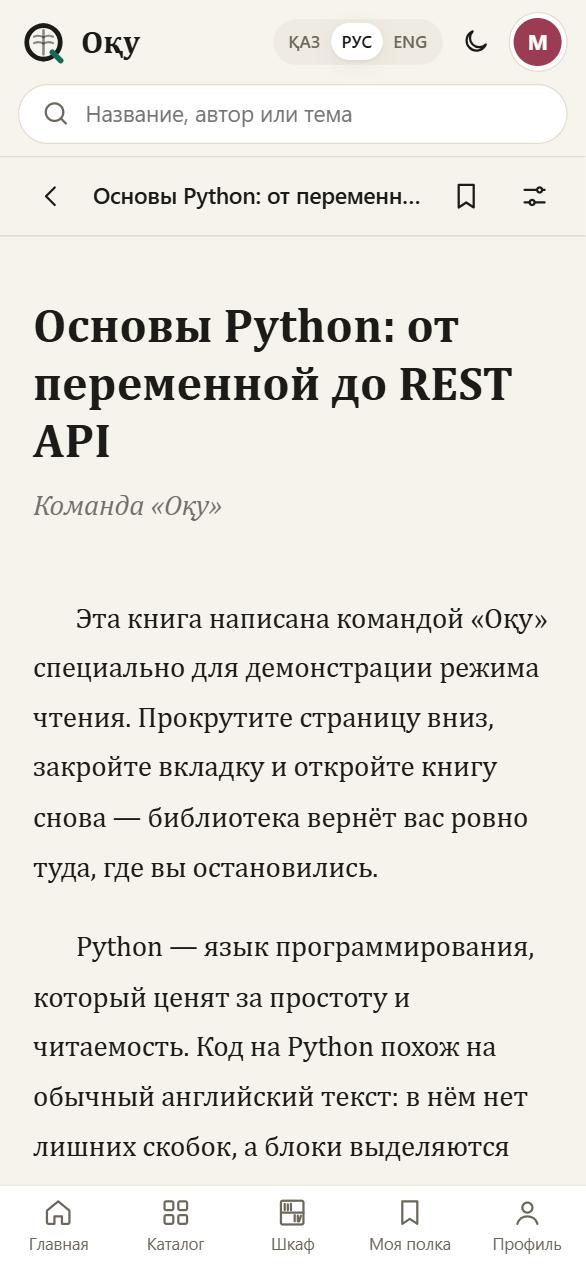 Оқу
ҚАЗ РУС ENG
М
Название, автор или тема
Основы Python: от переменн...
Основы Python: от
переменной до REST
API
Команда «Оқу»
Эта книга написана командой «Оқу»
специально для демонстрации режима
чтения. Прокрутите страницу вниз,
закройте вкладку и откройте книгу
снова — библиотека вернёт вас ровно
туда, где вы остановились.
Python — язык программирования,
который ценят за простоту и
читаемость. Код на Python похож на
обычный английский текст: в нём нет
лишних скобок, а блоки выделяются
Главная Каталог Шкаф Моя полка Профиль